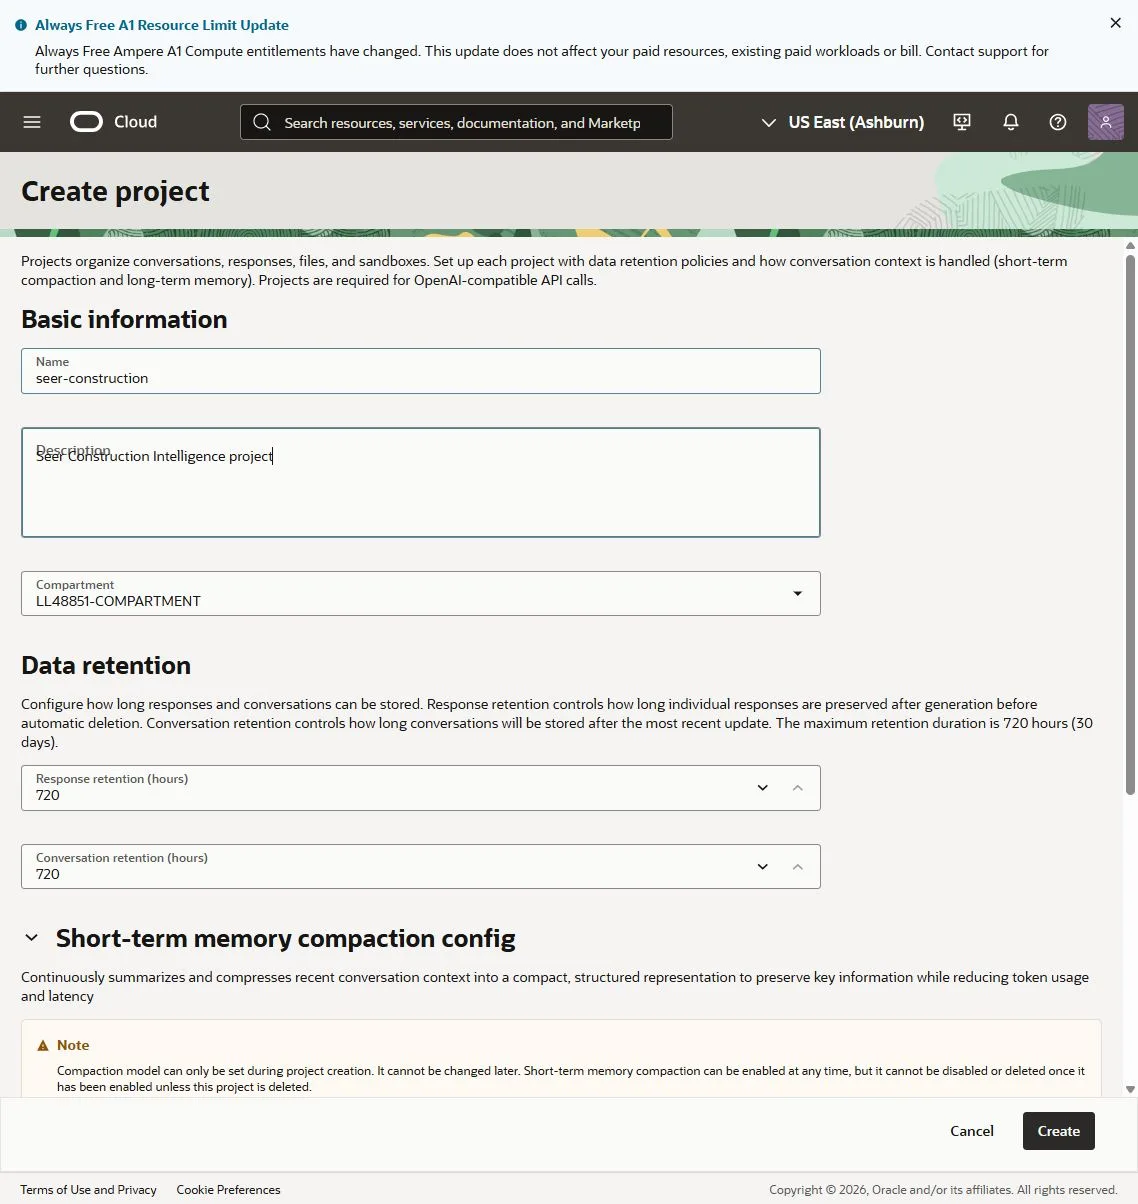 Always Free A1 Resource Limit Update
Always Free Ampere A1 Compute entitlements have changed. This update does not affect your paid resources, existing paid workloads or bill. Contact support for
further questions.
Cloud
Search resources, services, documentation, and Marketp
US East (Ashburn)
Create project
Projects organize conversations, responses, files, and sandboxes. Set up each project with data retention policies and how conversation context is handled (short-term
compaction and long-term memory). Projects are required for OpenAI-compatible API calls.
Basic information
Name
seer-construction
Description
Seer Construction Intelligence project
Compartment
LL48851-COMPARTMENT
Data retention
Configure how long responses and conversations can be stored. Response retention controls how long individual responses are preserved after generation before
automatic deletion. Conversation retention controls how long conversations will be stored after the most recent update. The maximum retention duration is 720 hours (30
days).
Response retention (hours)
720
Conversation retention (hours)
720
Short-term memory compaction config
Continuously summarizes and compresses recent conversation context into a compact, structured representation to preserve key information while reducing token usage
and latency
Note
Compaction model can only be set during project creation. It cannot be changed later. Short-term memory compaction can be enabled at any time, but it cannot be disabled or deleted once it
has been enabled unless this project is deleted.
Cancel
Create
Terms of Use and Privacy
Cookie Preferences
Copyright © 2026, Oracle and/or its affiliates. All rights reserved.